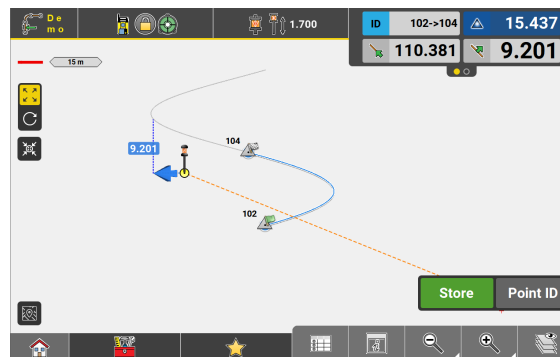 De
mo
1.700
ID
102->104
15.437
110.381
9.201
15 m
104
9.201
102
Store
Point ID